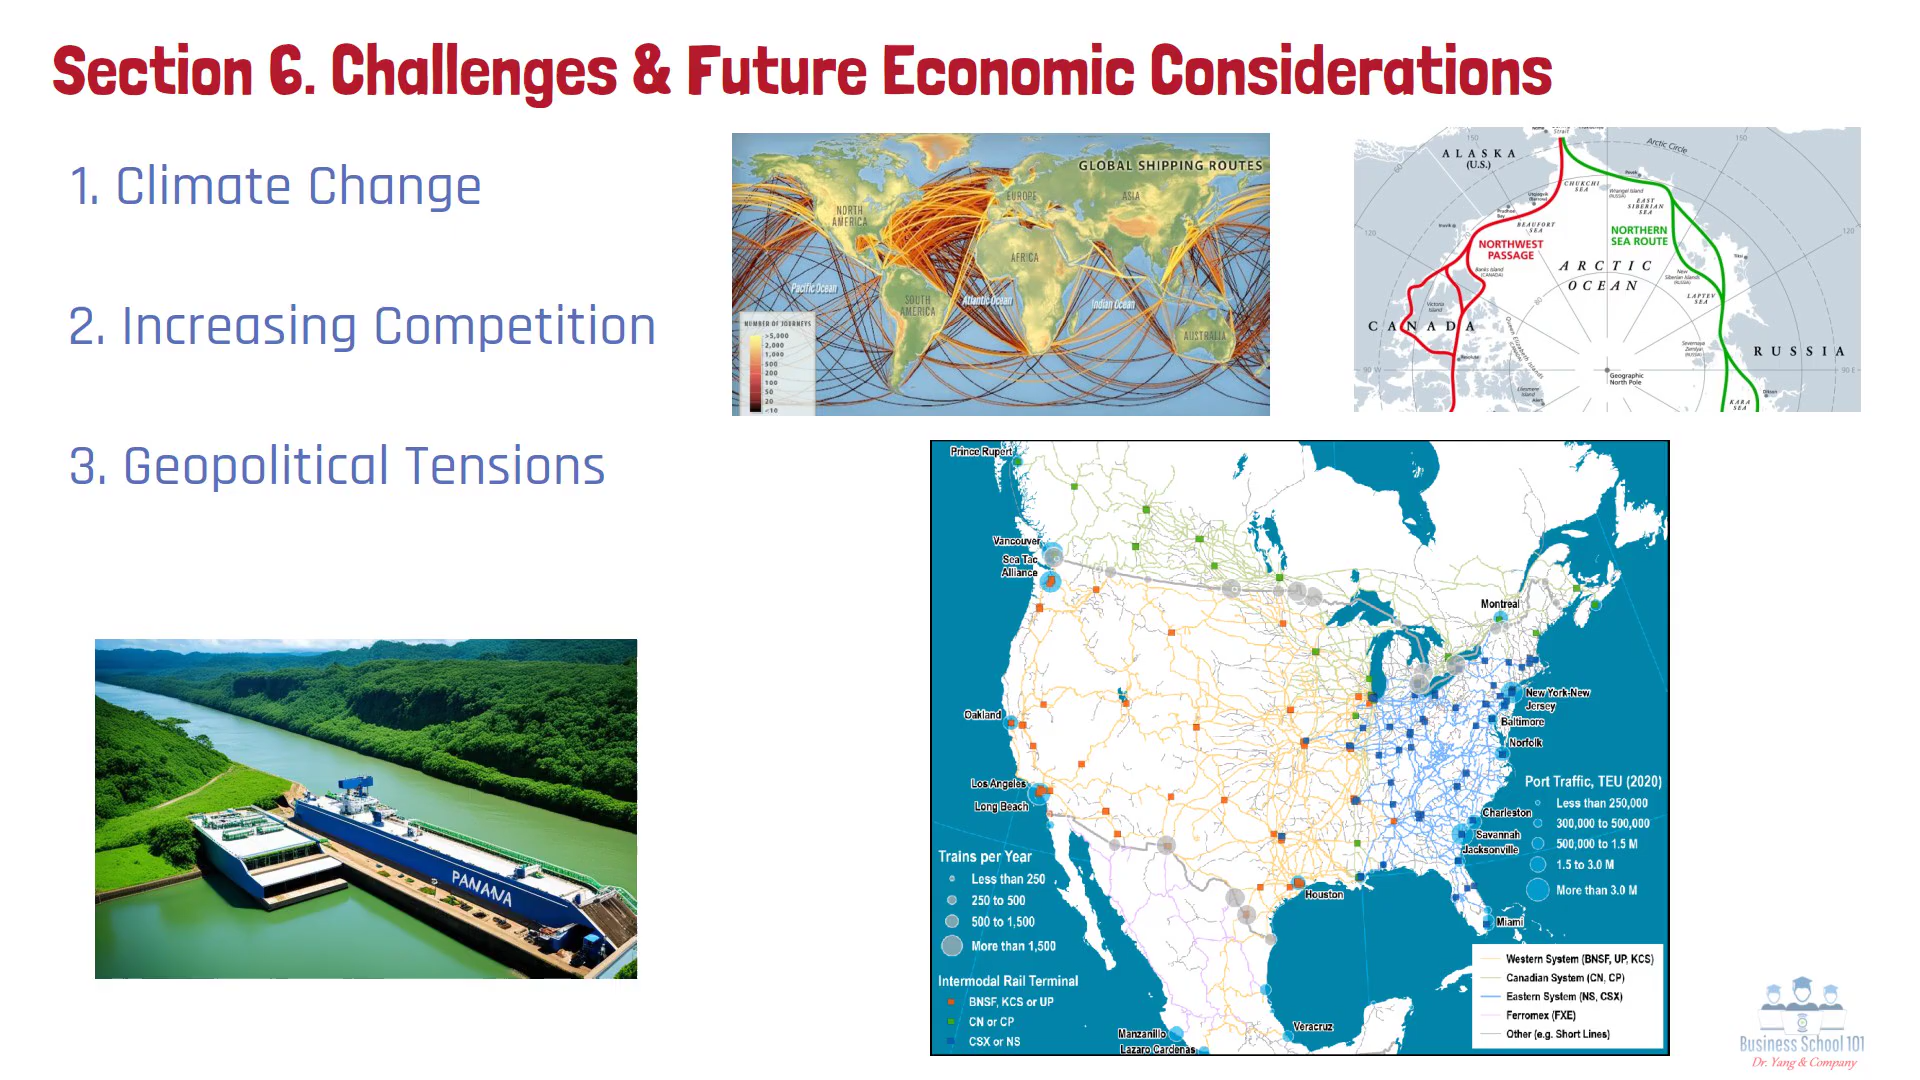 Section 6. Challenges & Future Economic Considerations
1. Climate Change
2. Increasing Competition
3. Geopolitical Tensions
GLOBAL SHIPPING ROUTES
NORTH
AMERICA
EUROPE
ASIA
AFRICA
SOUTH
AMERICA
AUSTRALIA
Pacific Ocean
Atlantic Ocean
Indian Ocean
NUMBER OF JOURNEYS
>5,000
2,000
1,000
500
200
100
50
20
<10
ALASKA
(U.S.)
Arctic Circle
150
150
120
120
CHUKCHI
SEA
Wrangel Island
(RUSSIA)
EAST
SIBERIAN
SEA
BEAUFORT
SEA
NORTHWEST
PASSAGE
NORTHERN
SEA ROUTE
ARCTIC
OCEAN
Banks Island
(CANADA)
New
Siberian Islands
(RUSSIA)
LAPTEV
SEA
Victoria
Island
CANADA
Queen Elizabeth Islands
Severnaya
Zemlya
(RUSSIA)
RUSSIA
90 W
90 E
Geographic
North Pole
KARA
SEA
Prince Rupert
Vancouver
Sea Tac
Alliance
Montreal
New York-New
Jersey
Baltimore
Norfolk
Oakland
Los Angeles
Long Beach
Charleston
Savannah
Jacksonville
Houston
Miami
Manzanillo
Lazaro Cardenas
Veracruz
Port Traffic, TEU (2020)
Less than 250,000
300,000 to 500,000
500,000 to 1.5 M
1.5 to 3.0 M
More than 3.0 M
Trains per Year
Less than 250
250 to 500
500 to 1,500
More than 1,500
Intermodal Rail Terminal
BNSF, KCS or UP
CN or CP
CSX or NS
Western System (BNSF, UP, KCS)
Canadian System (CN, CP)
Eastern System (NS, CSX)
Ferromex (FXE)
Other (e.g. Short Lines)
PANANA
Business School 101
Dr. Yang & Company